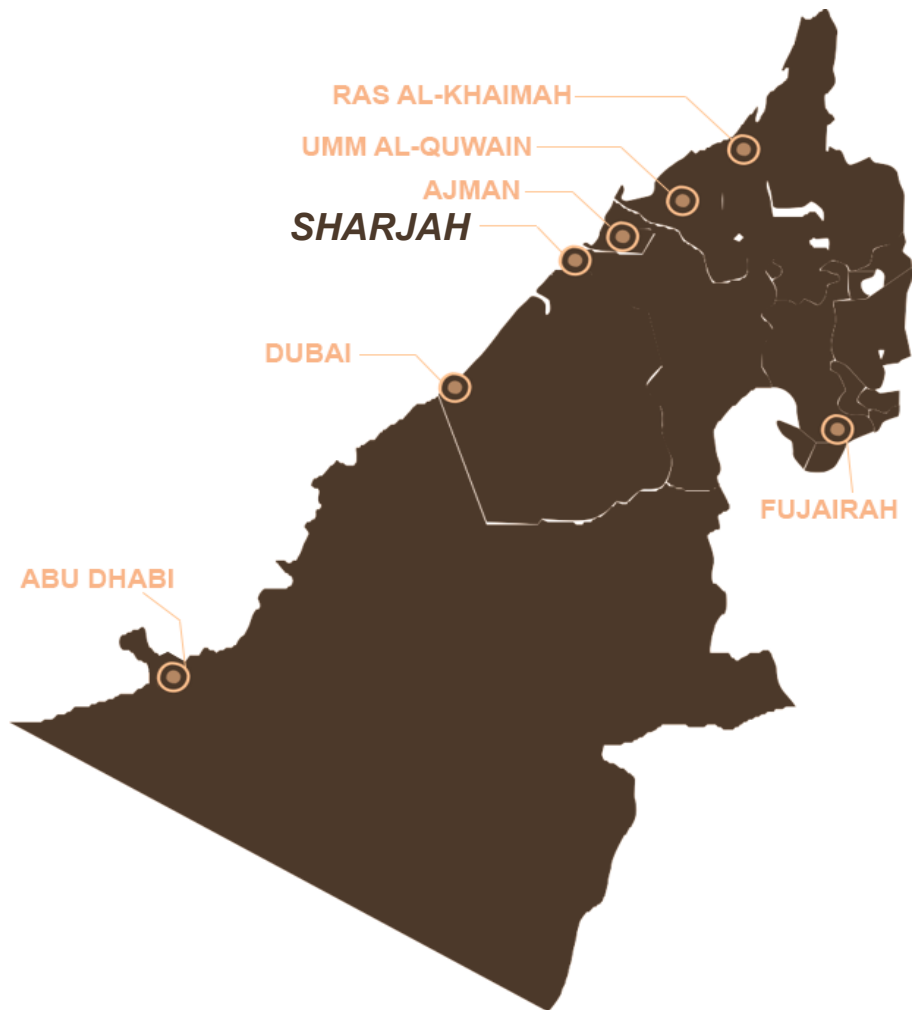 RAS AL-KHAIMAH
UMM AL-QUWAIN
AJMAN
SHARJAH
DUBAI
FUJAIRAH
ABU DHABI